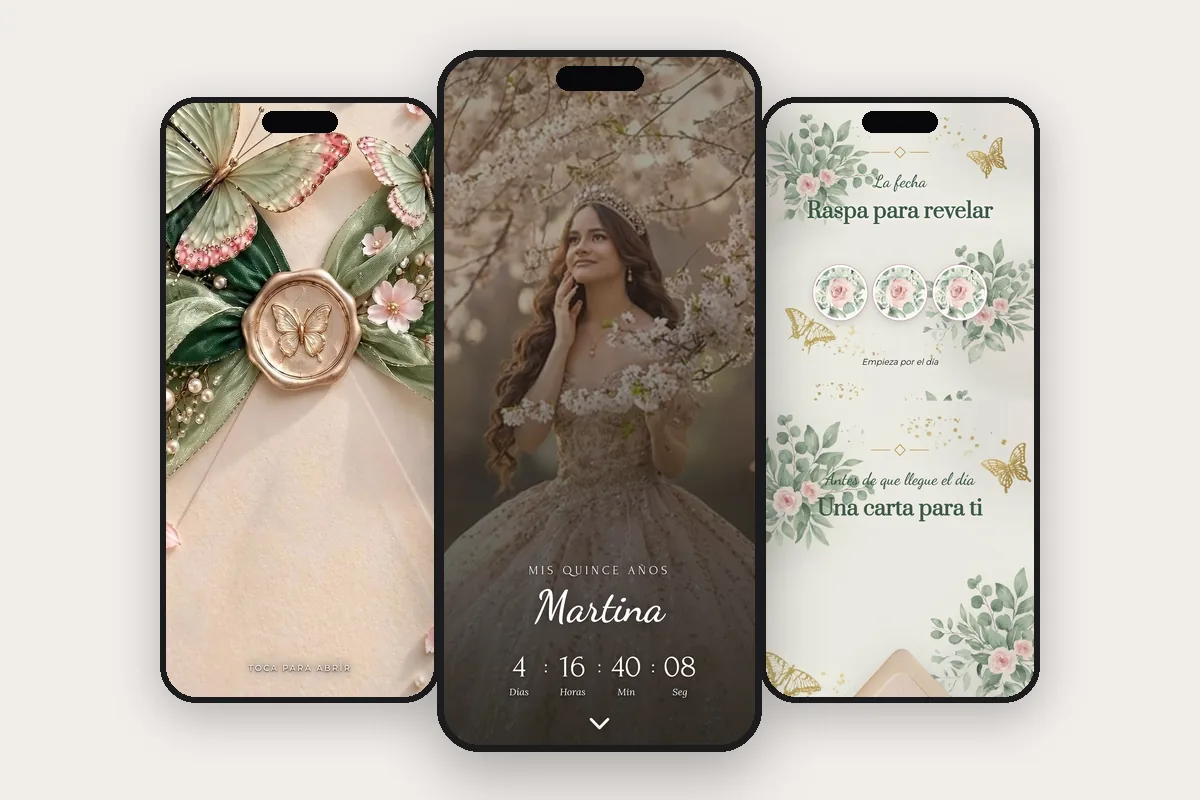 TOCA PARA ABRIR
MIS QUINCE AÑOS
Martina
4 : 16 : 40 : 08
Días Horas Min Seg
La fecha
Raspa para revelar
Empieza por el día
Antes de que llegue el día
Una carta para ti